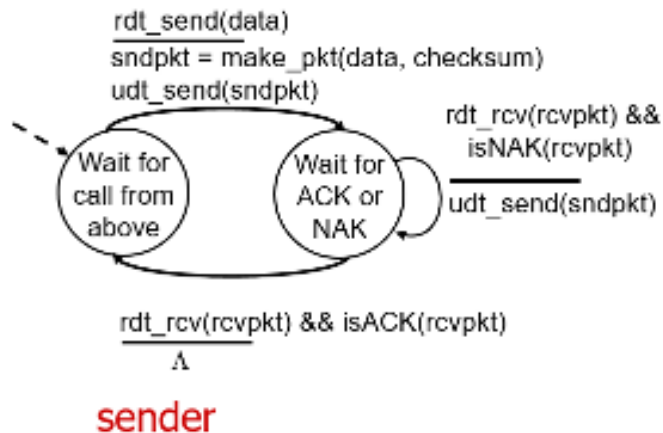 rdt_send(data)
sndpkt = make_pkt(data, checksum)
udt_send(sndpkt)
rdt_rcv(rcvpkt) &&
isNAK(rcvpkt)
udt_send(sndpkt)
Wait for
call from
above
Wait for
ACK or
NAK
rdt_rcv(rcvpkt) && isACK(rcvpkt)
Λ
sender